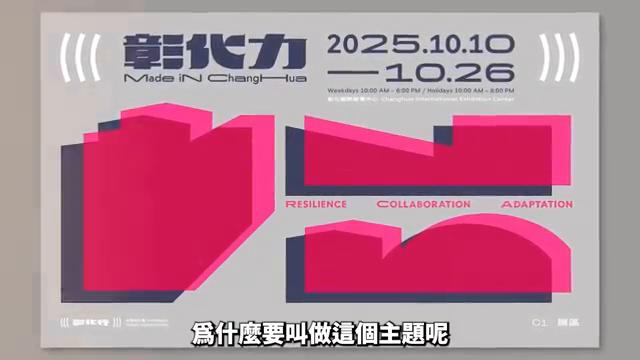 彰化力
Made iN ChangHua
2025.10.10
—10.26
Weekdays 10:00 AM – 6:00 PM / Holidays 10:00 AM – 8:00 PM
Changhua International Exhibition Center
RESILIENCE COLLABORATION ADAPTATION
C1
為什麼要叫做這個主題呢